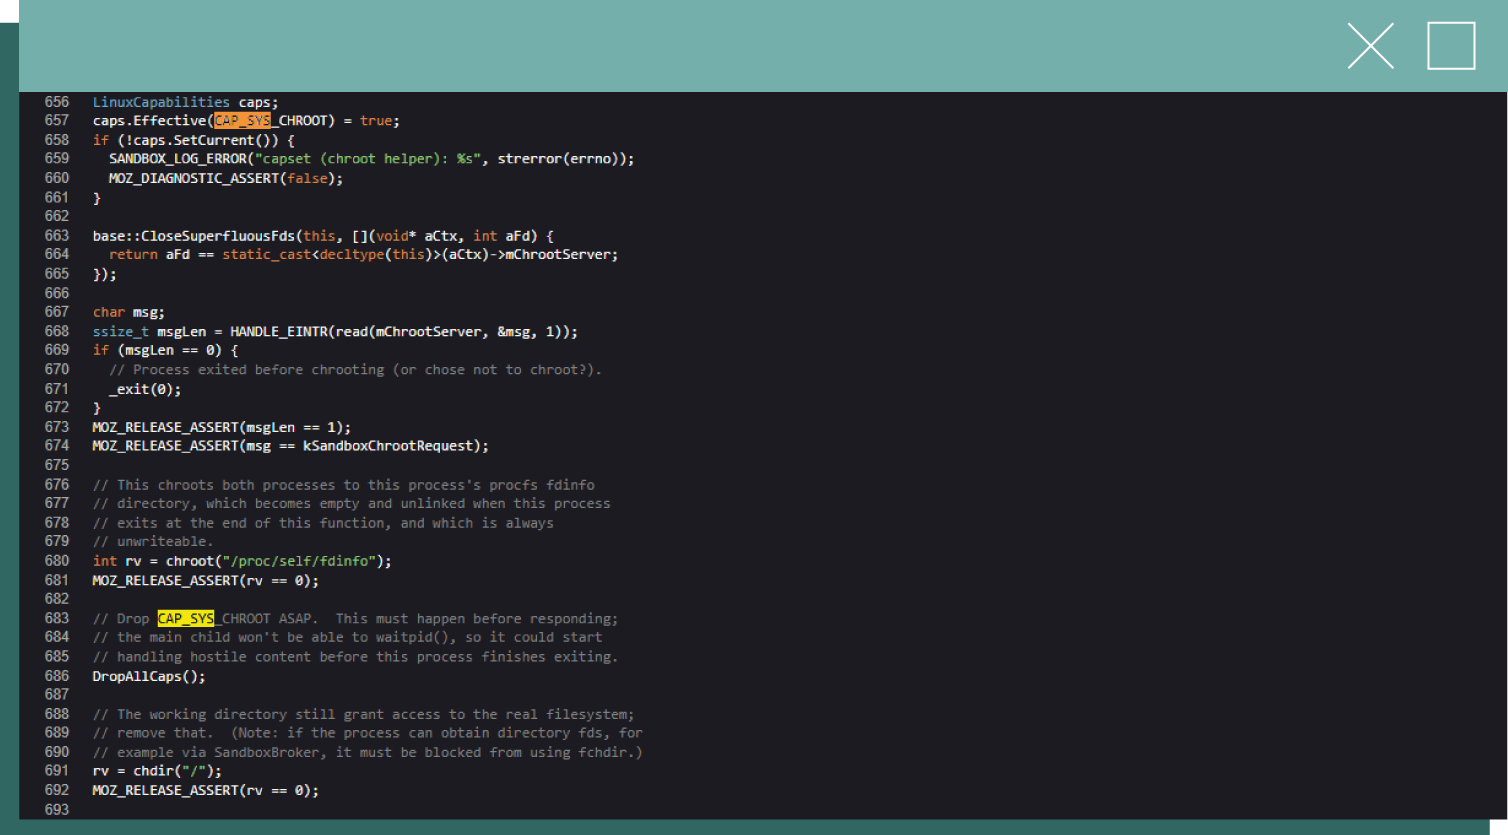 656 LinuxCapabilities caps;
657 caps.Effective(CAP_SYS_CHROOT) = true;
658 if (!caps.SetCurrent()) {
659   SANDBOX_LOG_ERROR("capset (chroot helper): %s", strerror(errno));
660   MOZ_DIAGNOSTIC_ASSERT(false);
661 }
662
663 base::CloseSuperfluousFds(this, [](void* aCtx, int aFd) {
664   return aFd == static_cast<decltype(this)>(aCtx)->mChrootServer;
665 });
666
667 char msg;
668 ssize_t msgLen = HANDLE_EINTR(read(mChrootServer, &msg, 1));
669 if (msgLen == 0) {
670   // Process exited before chrooting (or chose not to chroot?).
671   _exit(0);
672 }
673 MOZ_RELEASE_ASSERT(msgLen == 1);
674 MOZ_RELEASE_ASSERT(msg == kSandboxChrootRequest);
675
676 // This chroots both processes to this process's procfs fdinfo
677 // directory, which becomes empty and unlinked when this process
678 // exits at the end of this function, and which is always
679 // unwriteable.
680 int rv = chroot("/proc/self/fdinfo");
681 MOZ_RELEASE_ASSERT(rv == 0);
682
683 // Drop CAP_SYS_CHROOT ASAP.  This must happen before responding;
684 // the main child won't be able to waitpid(), so it could start
685 // handling hostile content before this process finishes exiting.
686 DropAllCaps();
687
688 // The working directory still grant access to the real filesystem;
689 // remove that.  (Note: if the process can obtain directory fds, for
690 // example via SandboxBroker, it must be blocked from using fchdir.)
691 rv = chdir("/");
692 MOZ_RELEASE_ASSERT(rv == 0);
693